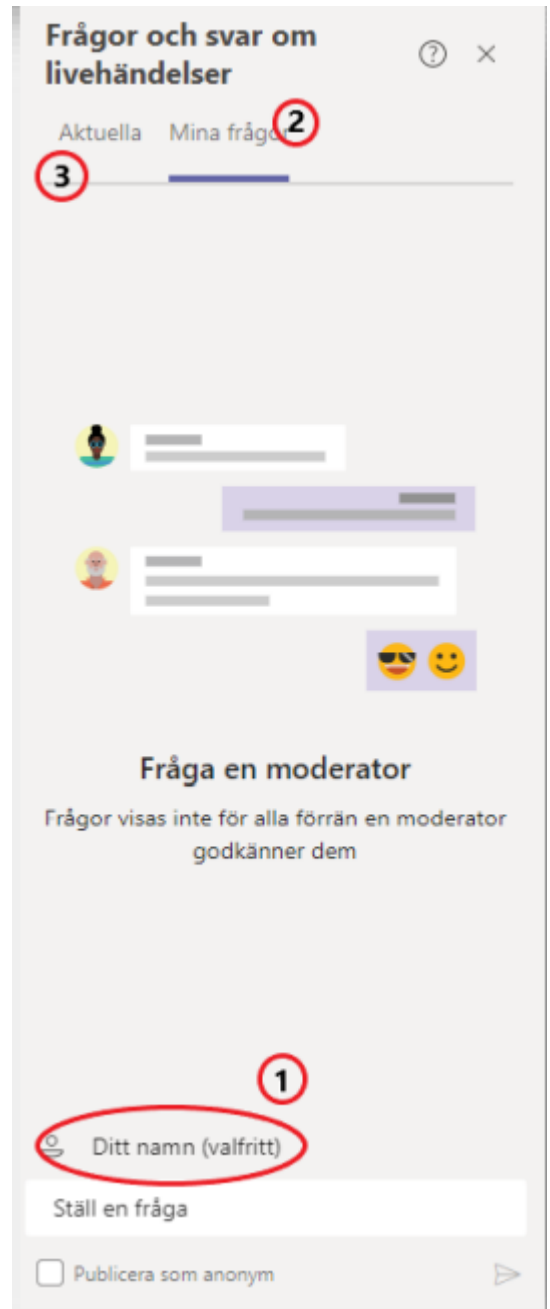 Frågor och svar om
livehändelser
Aktuella Mina frågor 2
3
Fråga en moderator
Frågor visas inte för alla förrän en moderator
godkänner dem
1
Ditt namn (valfritt)
Ställ en fråga
Publicera som anonym